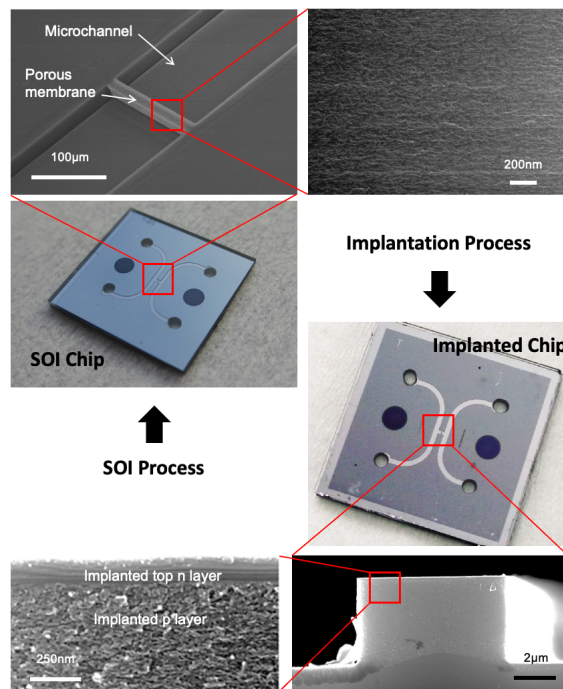 Microchannel
Porous
membrane
100µm
200nm
Implantation Process
SOI Chip
Implanted Chip
SOI Process
Implanted top n layer
Implanted p layer
250nm
2µm